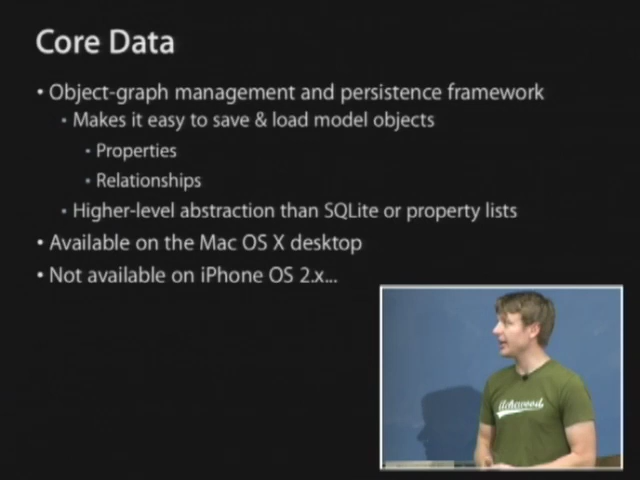 Core Data
• Object-graph management and persistence framework
• Makes it easy to save & load model objects
• Properties
• Relationships
• Higher-level abstraction than SQLite or property lists
• Available on the Mac OS X desktop
• Not available on iPhone OS 2.x...
Achewood